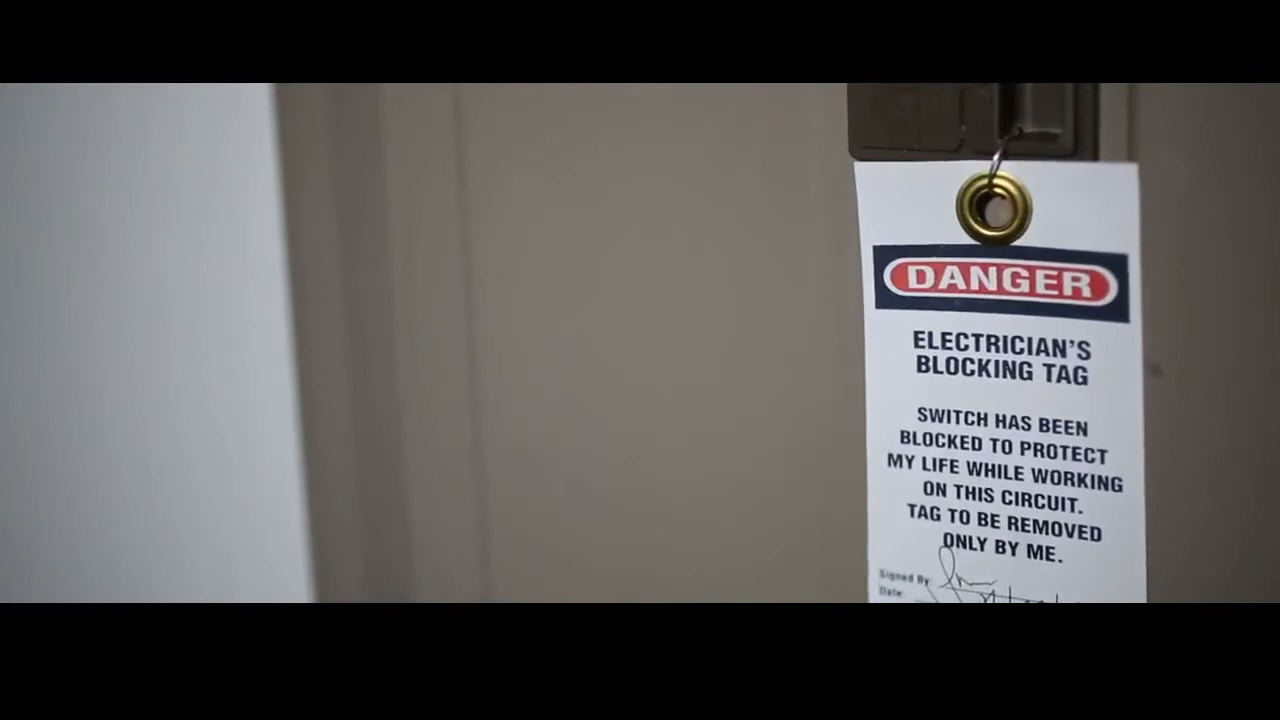 DANGER
ELECTRICIAN'S
BLOCKING TAG
SWITCH HAS BEEN
BLOCKED TO PROTECT
MY LIFE WHILE WORKING
ON THIS CIRCUIT.
TAG TO BE REMOVED
ONLY BY ME.
Signed By:
Date: